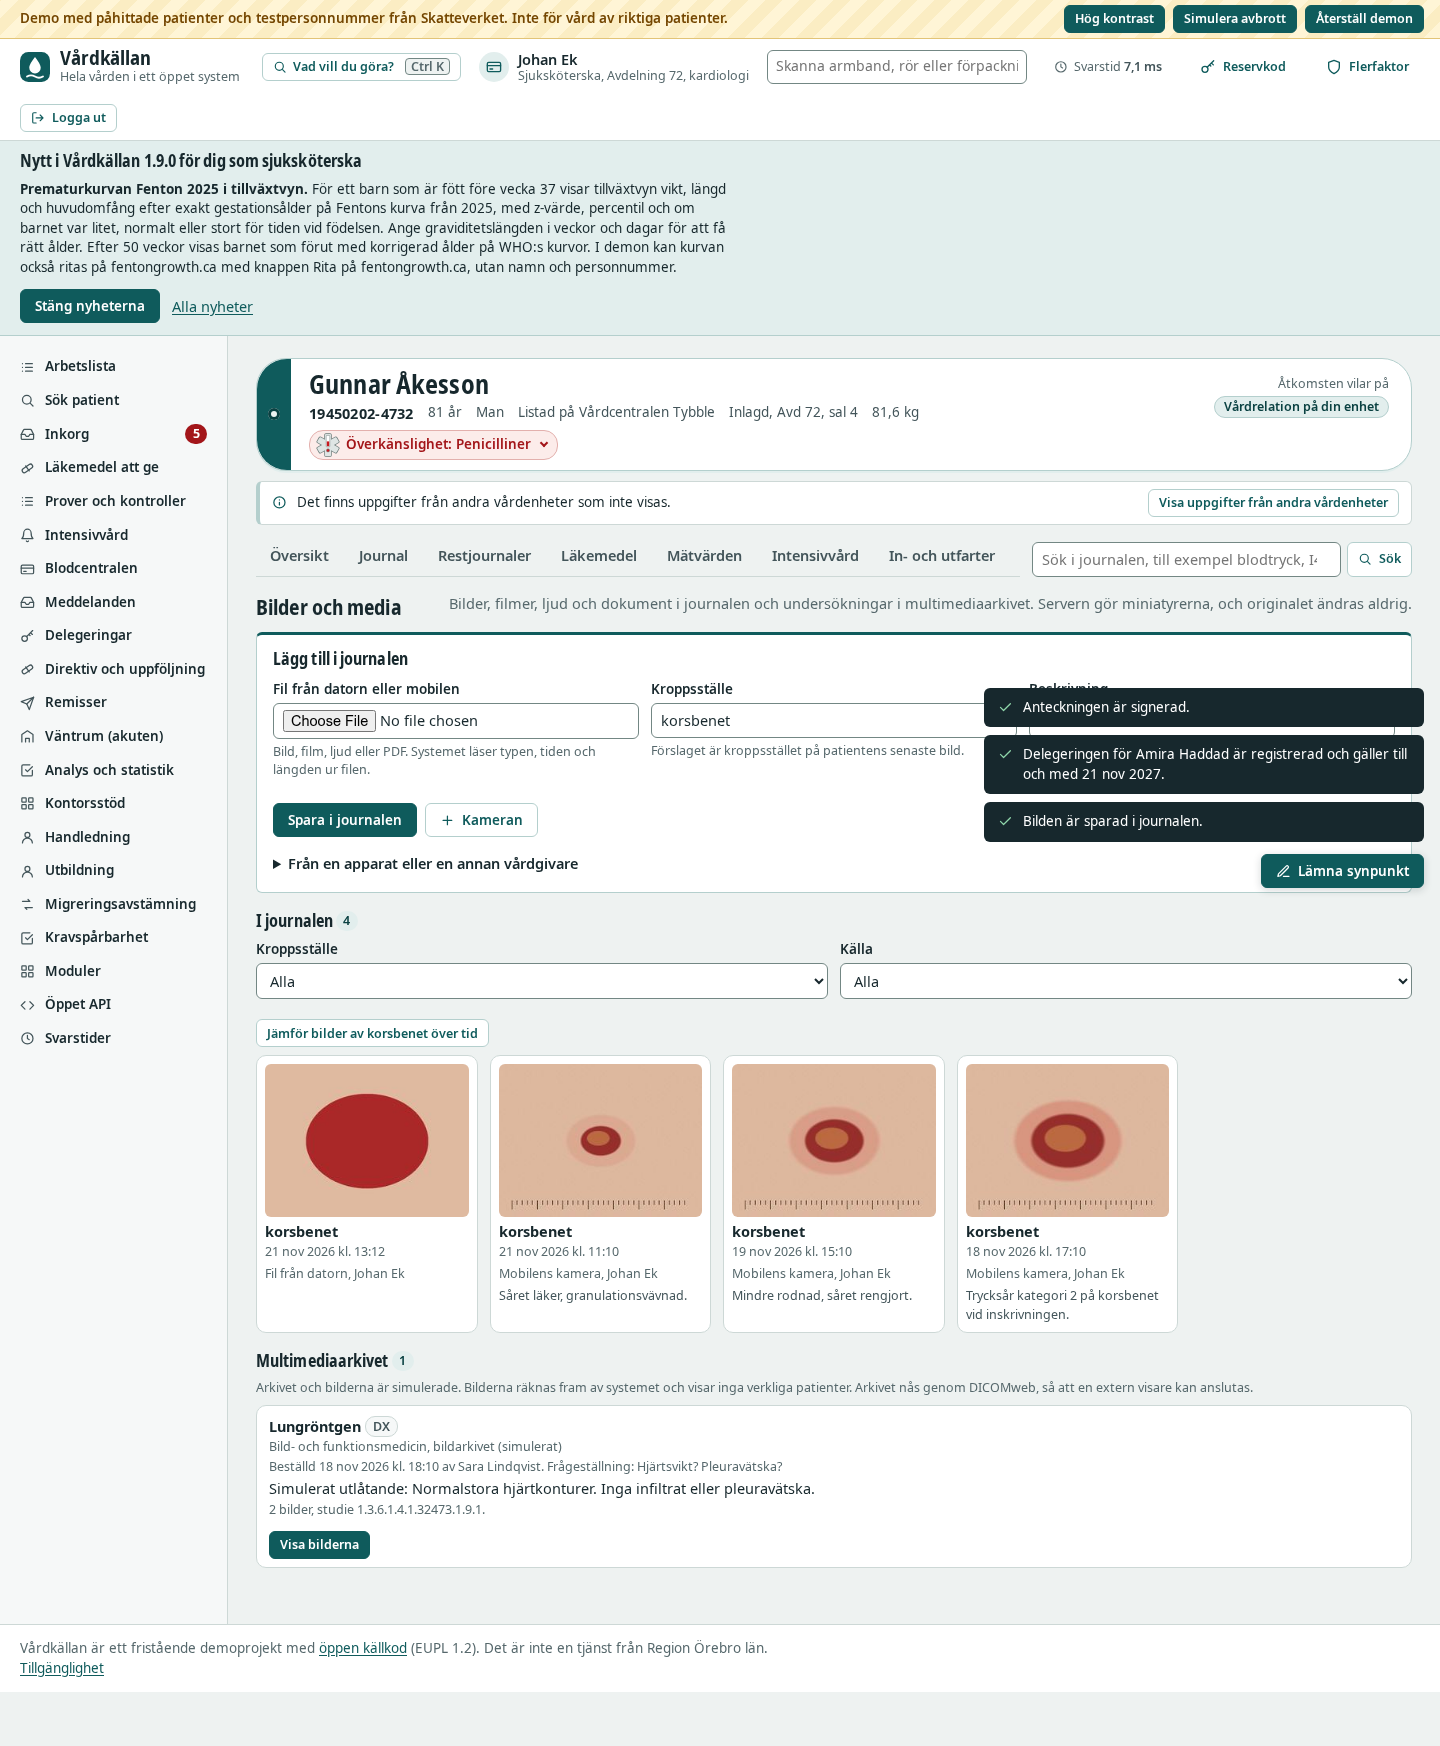 Demo med påhittade patienter och testpersonnummer från Skatteverket. Inte för vård av riktiga patienter.
Hög kontrast
Simulera avbrott
Återställ demon
Vårdkällan
Hela vården i ett öppet system
Vad vill du göra? Ctrl K
Johan Ek
Sjuksköterska, Avdelning 72, kardiologi
Skanna armband, rör eller förpackni
Svarstid 7,1 ms
Reservkod
Flerfaktor
Logga ut
Nytt i Vårdkällan 1.9.0 för dig som sjuksköterska
Prematurkurvan Fenton 2025 i tillväxtvyn. För ett barn som är fött före vecka 37 visar tillväxtvyn vikt, längd
och huvudomfång efter exakt gestationsålder på Fentons kurva från 2025, med z-värde, percentil och om
barnet var litet, normalt eller stort för tiden vid födelsen. Ange graviditetslängden i veckor och dagar för att få
rätt ålder. Efter 50 veckor visas barnet som förut med korrigerad ålder på WHO:s kurvor. I demon kan kurvan
också ritas på fentongrowth.ca med knappen Rita på fentongrowth.ca, utan namn och personnummer.
Stäng nyheterna
Alla nyheter
Arbetslista
Sök patient
Inkorg 5
Läkemedel att ge
Prover och kontroller
Intensivvård
Blodcentralen
Meddelanden
Delegeringar
Direktiv och uppföljning
Remisser
Väntrum (akuten)
Analys och statistik
Kontorsstöd
Handledning
Utbildning
Migreringsavstämning
Kravspårbarhet
Moduler
Öppet API
Svarstider
Gunnar Åkesson
19450202-4732 81 år Man Listad på Vårdcentralen Tybble Inlagd, Avd 72, sal 4 81,6 kg
Överkänslighet: Penicilliner
Åtkomsten vilar på
Vårdrelation på din enhet
Det finns uppgifter från andra vårdenheter som inte visas.
Visa uppgifter från andra vårdenheter
Översikt
Journal
Restjournaler
Läkemedel
Mätvärden
Intensivvård
In- och utfarter
Sök i journalen, till exempel blodtryck, I
Sök
Bilder och media
Bilder, filmer, ljud och dokument i journalen och undersökningar i multimediaarkivet. Servern gör miniatyrerna, och originalet ändras aldrig.
Lägg till i journalen
Fil från datorn eller mobilen
Choose File No file chosen
Bild, film, ljud eller PDF. Systemet läser typen, tiden och
längden ur filen.
Kroppsställe
korsbenet
Förslaget är kroppsstället på patientens senaste bild.
Anteckningen är signerad.
Delegeringen för Amira Haddad är registrerad och gäller till
och med 21 nov 2027.
Bilden är sparad i journalen.
Spara i journalen
Kameran
Från en apparat eller en annan vårdgivare
Lämna synpunkt
I journalen 4
Kroppsställe
Alla
Källa
Alla
Jämför bilder av korsbenet över tid
korsbenet
21 nov 2026 kl. 13:12
Fil från datorn, Johan Ek
korsbenet
21 nov 2026 kl. 11:10
Mobilens kamera, Johan Ek
Såret läker, granulationsvävnad.
korsbenet
19 nov 2026 kl. 15:10
Mobilens kamera, Johan Ek
Mindre rodnad, såret rengjort.
korsbenet
18 nov 2026 kl. 17:10
Mobilens kamera, Johan Ek
Trycksår kategori 2 på korsbenet
vid inskrivningen.
Multimediaarkivet 1
Arkivet och bilderna är simulerade. Bilderna räknas fram av systemet och visar inga verkliga patienter. Arkivet nås genom DICOMweb, så att en extern visare kan anslutas.
Lungröntgen DX
Bild- och funktionsmedicin, bildarkivet (simulerat)
Beställd 18 nov 2026 kl. 18:10 av Sara Lindqvist. Frågeställning: Hjärtsvikt? Pleuravätska?
Simulerat utlåtande: Normalstora hjärtkonturer. Inga infiltrat eller pleuravätska.
2 bilder, studie 1.3.6.1.4.1.32473.1.9.1.
Visa bilderna
Vårdkällan är ett fristående demoprojekt med öppen källkod (EUPL 1.2). Det är inte en tjänst från Region Örebro län.
Tillgänglighet